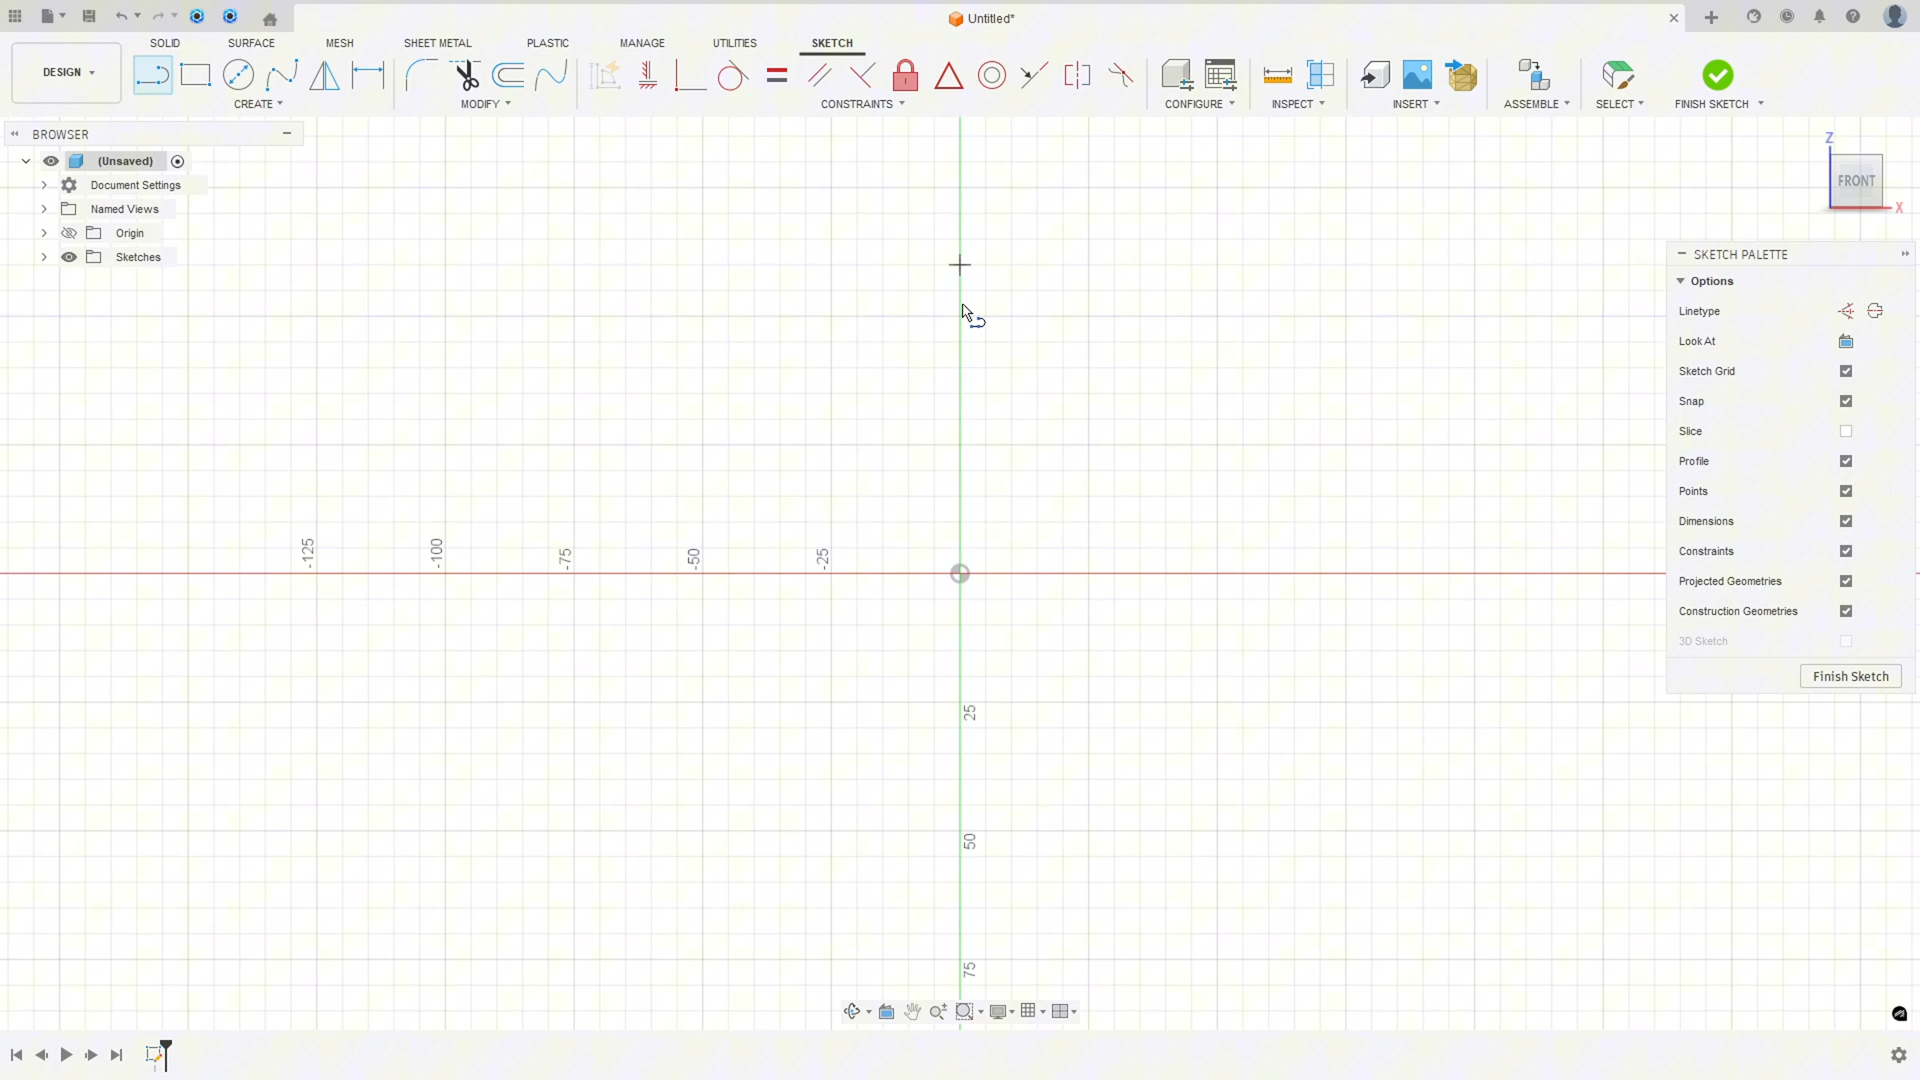 Untitled*
SOLID SURFACE MESH SHEET METAL PLASTIC MANAGE UTILITIES SKETCH
DESIGN
CREATE MODIFY CONSTRAINTS CONFIGURE INSPECT INSERT ASSEMBLE SELECT FINISH SKETCH
BROWSER
(Unsaved)
Document Settings
Named Views
Origin
Sketches
Z
FRONT
X
SKETCH PALETTE
Options
Linetype
Look At
Sketch Grid
Snap
Slice
Profile
Points
Dimensions
Constraints
Projected Geometries
Construction Geometries
3D Sketch
Finish Sketch
-125 -100 -75 -50 -25
25
50
75